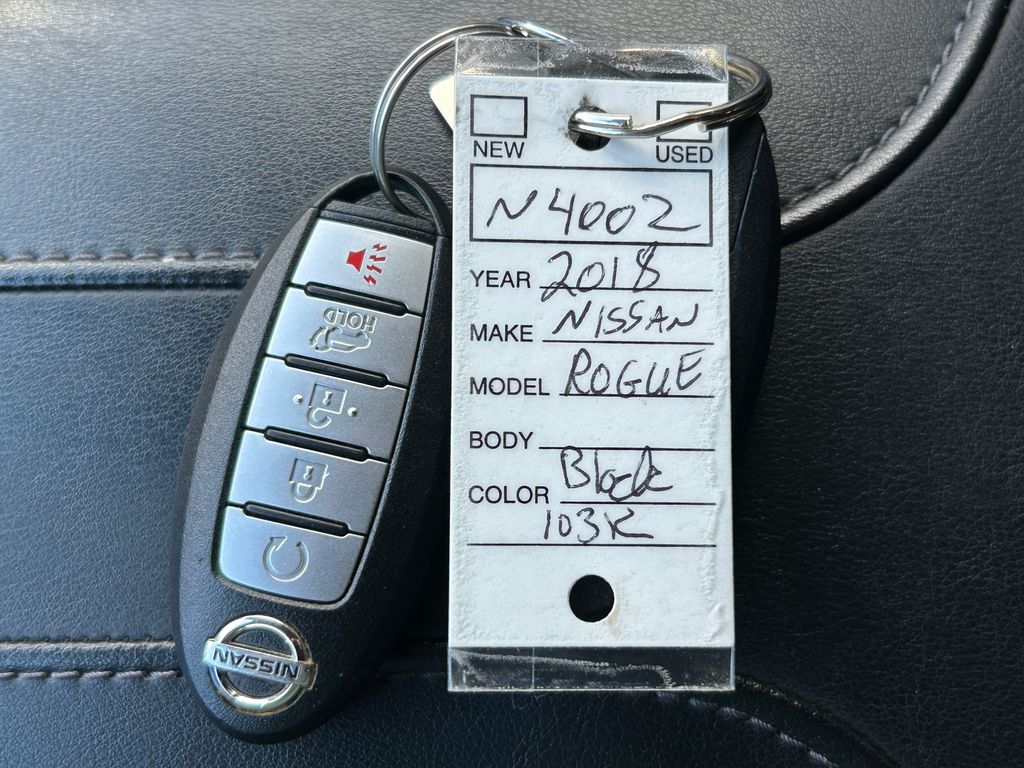 NEW USED
N4002
YEAR 2018
MAKE NISSAN
MODEL ROGUE
BODY
COLOR Black
103K
HOLD
NISSAN